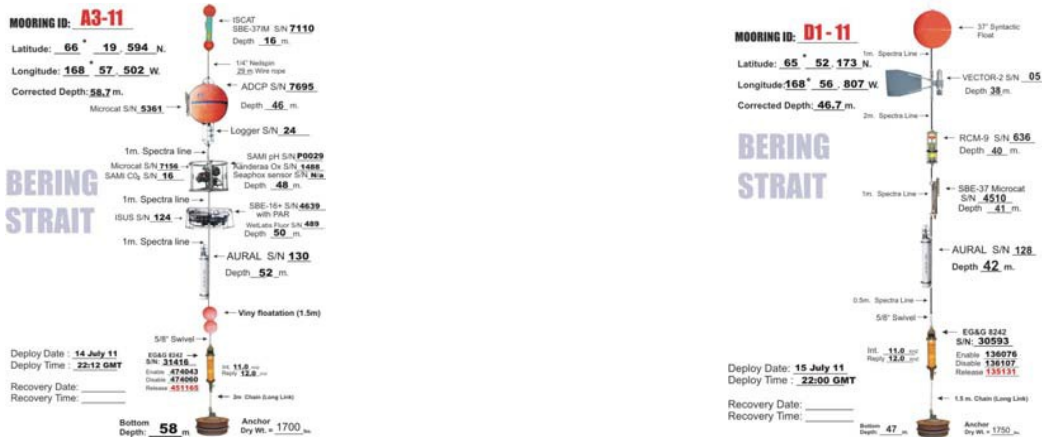 MOORING ID: A3-11
Latitude: 66 ° 19 . 594 N.
Longitude: 168 ° 57 . 502 W.
Corrected Depth: 58.7 m.
ISCAT
SBE-37IM S/N 7110
Depth 16 m.
1/4" Neilspin
29 m Wire rope
ADCP S/N 7695
Microcat S/N 5361
Depth 46 m.
Logger S/N 24
1m. Spectra line
SAMI pH S/N P0029
Microcat S/N 7156
Aanderaa Ox S/N 1488
SAMI CO₂ S/N 16
Seaphox sensor S/N N/a
Depth 48 m.
BERING
STRAIT
1m. Spectra line
SBE-16+ S/N 4639
with PAR
ISUS S/N 124
WetLabs Fluor S/N 489
Depth 50 m.
1m. Spectra line
AURAL S/N 130
Depth 52 m.
Viny floatation (1.5m)
5/8" Swivel
Deploy Date : 14 July 11
Deploy Time : 22:12 GMT
EG&G 8242
S/N: 31416
Enable 474043
Disable 474060
Release 451165
Int. 11.0
Reply 12.0
Recovery Date:
Recovery Time:
2m Chain (Long Link)
Bottom
Depth: 58 m
Anchor
Dry Wt. = 1700 lbs.
MOORING ID: D1 - 11
Latitude: 65 ° 52 . 173 N.
Longitude: 168 ° 56 . 807 W.
Corrected Depth: 46.7 m.
37" Syntactic
Float
1m. Spectra Line
VECTOR-2 S/N 05
Depth 38 m.
2m. Spectra Line
RCM-9 S/N 636
Depth 40 m.
BERING
STRAIT
1m. Spectra Line
SBE-37 Microcat
S/N 4510
Depth 41 m.
AURAL S/N 128
Depth 42 m.
0.5m. Spectra Line
5/8" Swivel
EG&G 8242
S/N: 30593
Int. 11.0
Reply 12.0
Enable 136076
Disable 136107
Release 135131
Deploy Date : 15 July 11
Deploy Time : 22:00 GMT
Recovery Date:
Recovery Time:
1.5 m. Chain (Long Link)
Bottom
Depth: 47 m
Anchor
Dry Wt. = 1750 lbs.